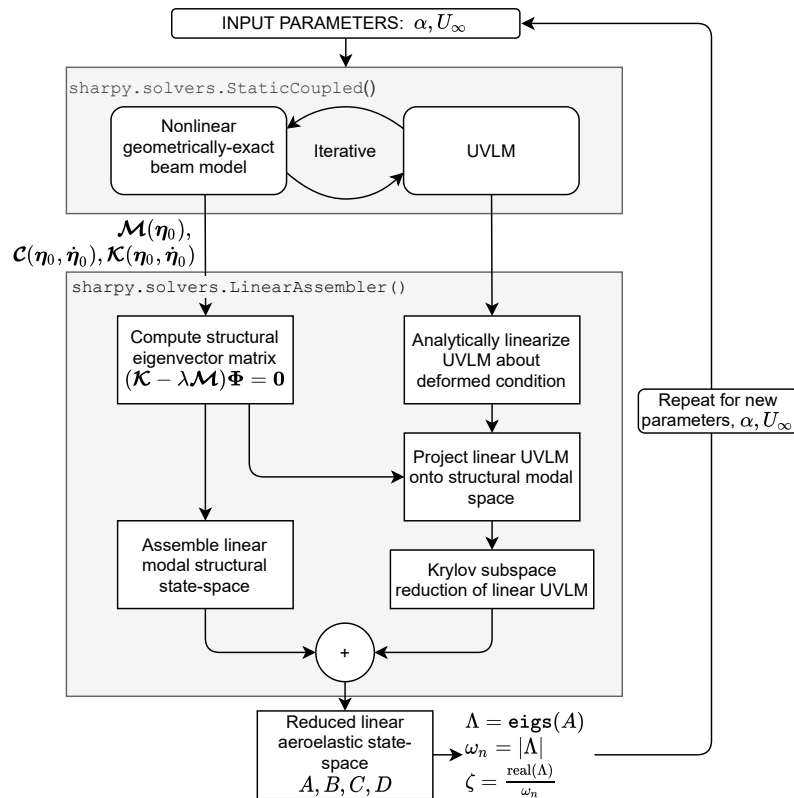 INPUT PARAMETERS: α, U∞
sharpy.solvers.StaticCoupled()
Nonlinear
geometrically-exact
beam model
Iterative
UVLM
𝓜(η₀),
𝓒(η₀, η̇₀), 𝓚(η₀, η̇₀)
sharpy.solvers.LinearAssembler()
Compute structural
eigenvector matrix
(𝓚 − λ𝓜)Φ = 0
Analytically linearize
UVLM about
deformed condition
Repeat for new
parameters, α, U∞
Project linear UVLM
onto structural modal
space
Assemble linear
modal structural
state-space
Krylov subspace
reduction of linear UVLM
+
Reduced linear
aeroelastic state-
space
A, B, C, D
Λ = eigs(A)
ωₙ = |Λ|
ζ = real(Λ)/ωₙ